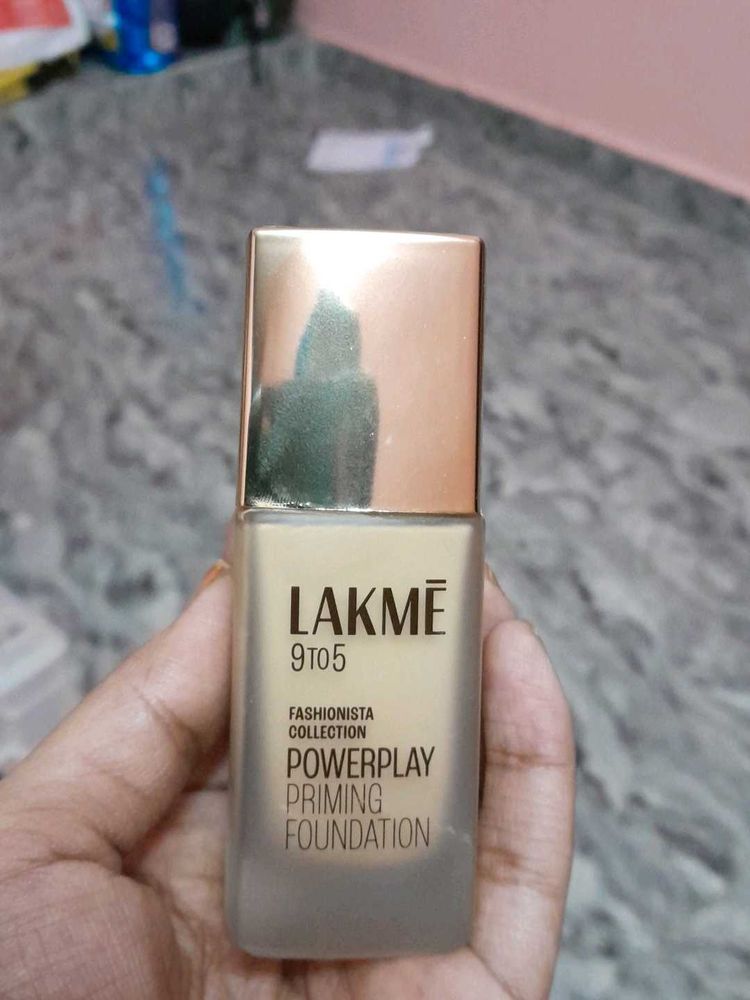 LAKMĒ
9TO5
FASHIONISTA
COLLECTION
POWERPLAY
PRIMING
FOUNDATION